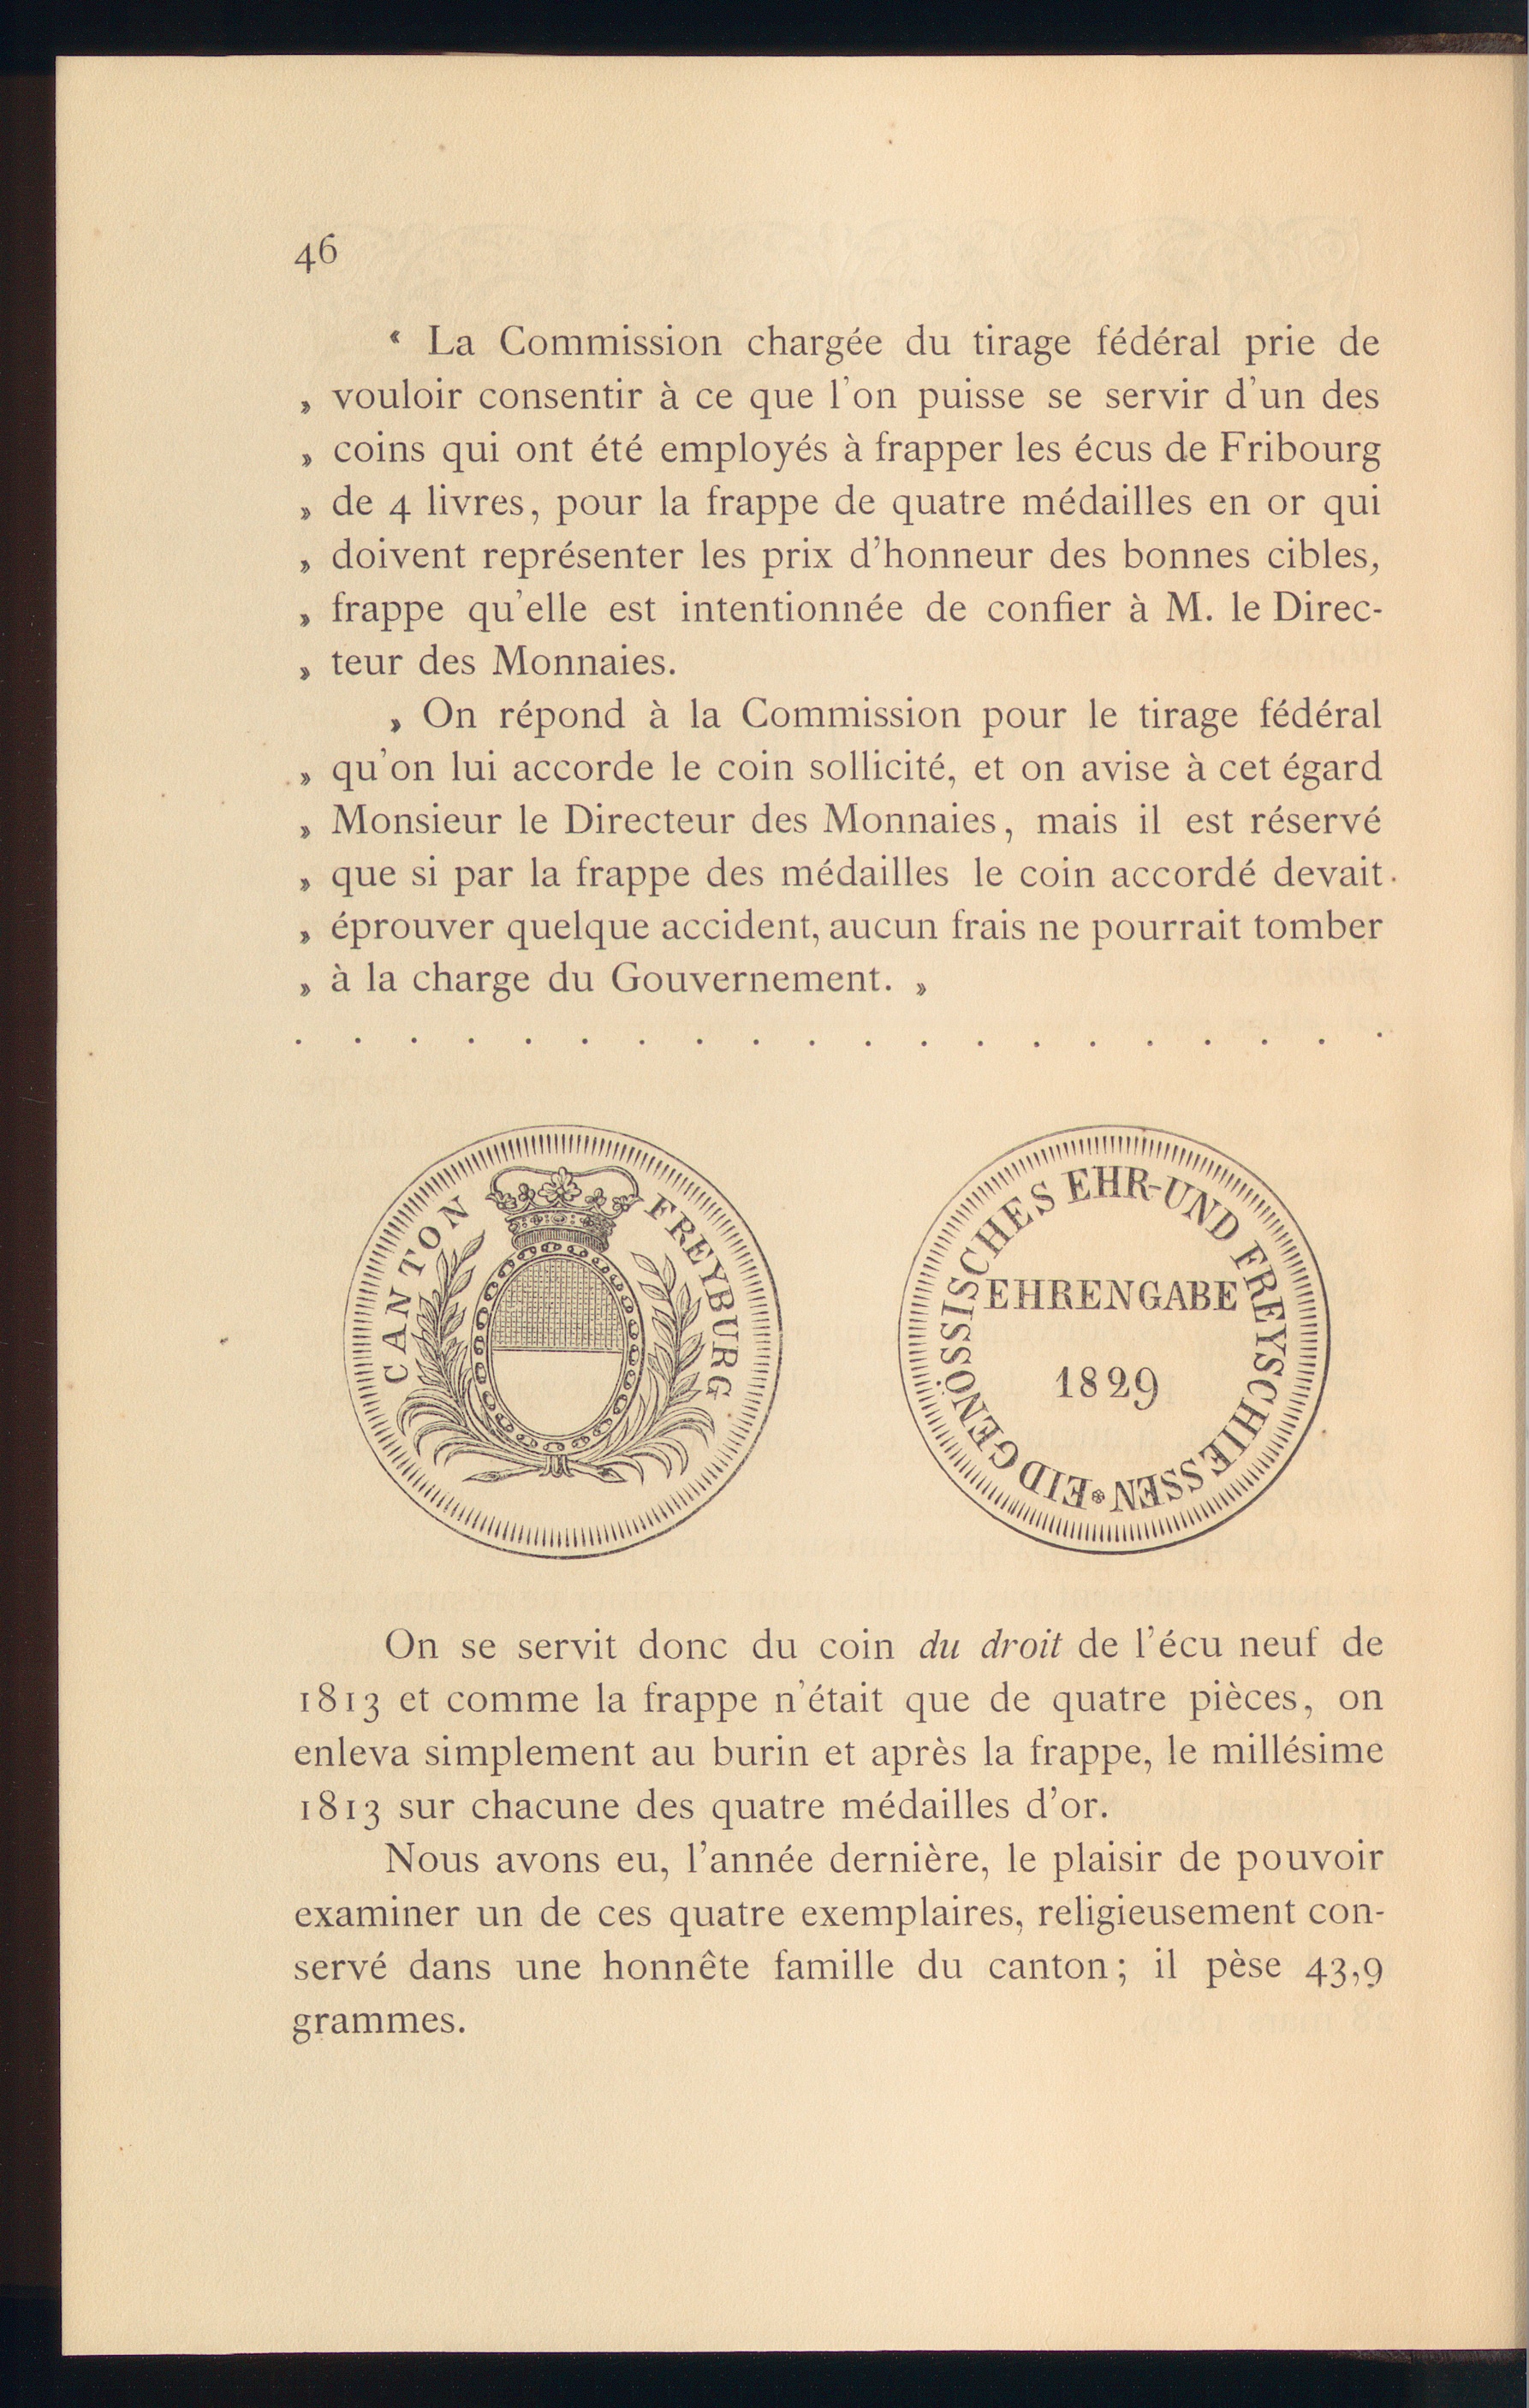 46
« La Commission chargée du tirage fédéral prie de
» vouloir consentir à ce que l'on puisse se servir d'un des
» coins qui ont été employés à frapper les écus de Fribourg
» de 4 livres, pour la frappe de quatre médailles en or qui
» doivent représenter les prix d'honneur des bonnes cibles,
» frappe qu'elle est intentionnée de confier à M. le Direc-
» teur des Monnaies.
» On répond à la Commission pour le tirage fédéral
» qu'on lui accorde le coin sollicité, et on avise à cet égard
» Monsieur le Directeur des Monnaies, mais il est réservé
» que si par la frappe des médailles le coin accordé devait
» éprouver quelque accident, aucun frais ne pourrait tomber
» à la charge du Gouvernement. »
. . . . . . . . . . . . . . . . . . . .
CANTON FREYBURG
EIDGENÖSSISCHES EHR-UND FREYSCHIESSEN
EHRENGABE
1829
On se servit donc du coin du droit de l'écu neuf de
1813 et comme la frappe n'était que de quatre pièces, on
enleva simplement au burin et après la frappe, le millésime
1813 sur chacune des quatre médailles d'or.
Nous avons eu, l'année dernière, le plaisir de pouvoir
examiner un de ces quatre exemplaires, religieusement con-
servé dans une honnête famille du canton; il pèse 43,9
grammes.